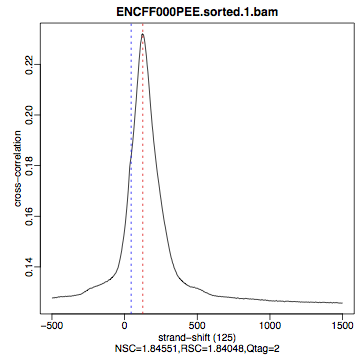 ENCFF000PEE.sorted.1.bam
cross-correlation
0.22
0.20
0.18
0.16
0.14
-500
0
500
1000
1500
strand-shift (125)
NSC=1.84551,RSC=1.84048,Qtag=2